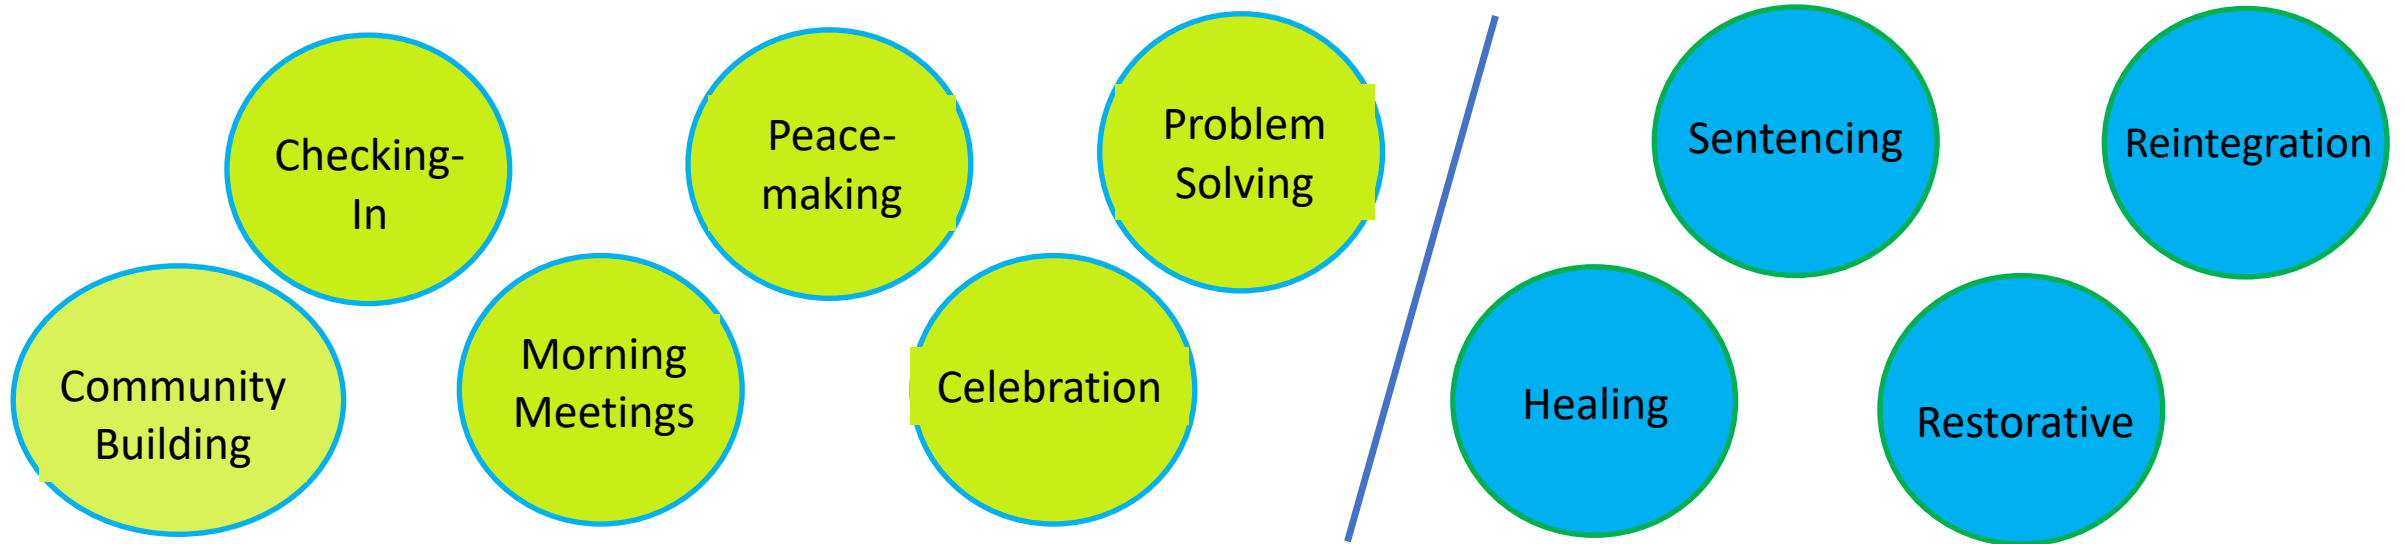 Community
Building
Checking-
In
Morning
Meetings
Peace-
making
Celebration
Problem
Solving
Healing
Sentencing
Restorative
Reintegration